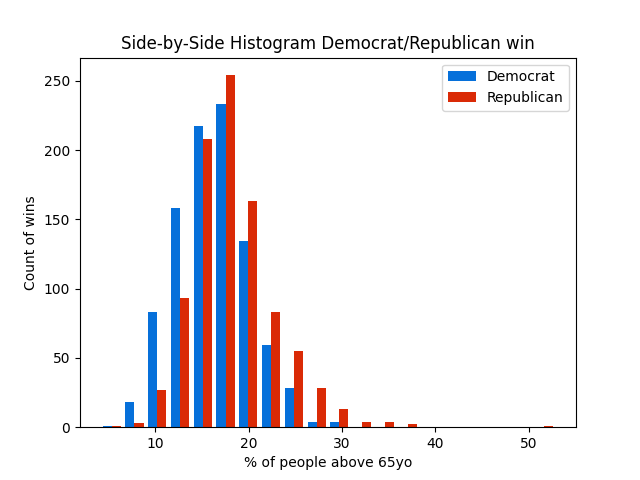 Side-by-Side Histogram Democrat/Republican win
Democrat
Republican
Count of wins
250
200
150
100
50
0
10 20 30 40 50
% of people above 65yo